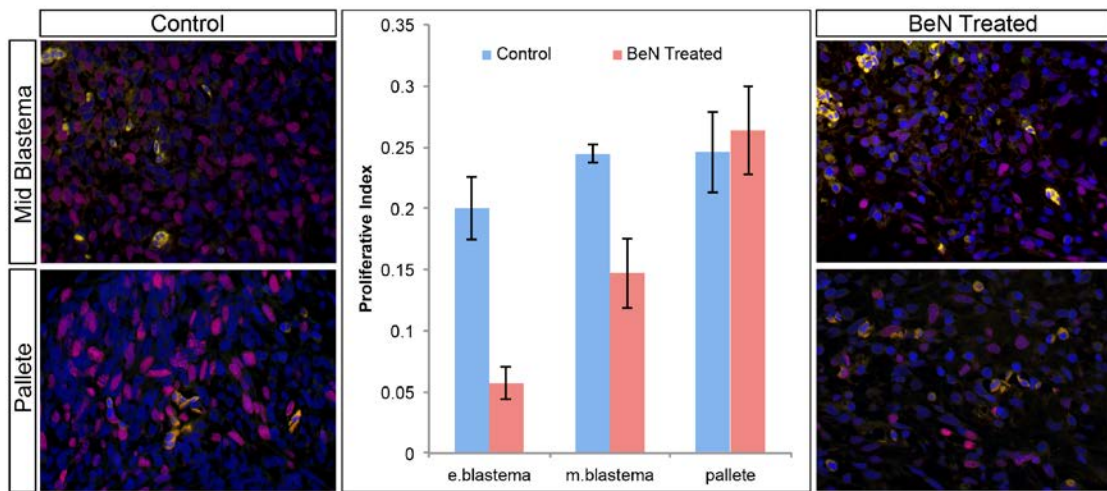 Control
BeN Treated
Mid Blastema
Pallete
Proliferative Index
0.35
0.3
0.25
0.2
0.15
0.1
0.05
0
Control
BeN Treated
e.blastema
m.blastema
pallete